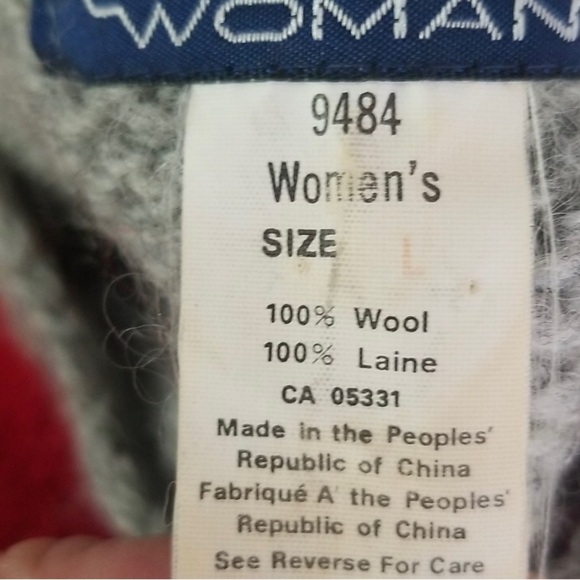 WOMAN
9484
Women's
SIZE L
100% Wool
100% Laine
CA 05331
Made in the Peoples'
Republic of China
Fabriqué A' the Peoples'
Republic of China
See Reverse For Care